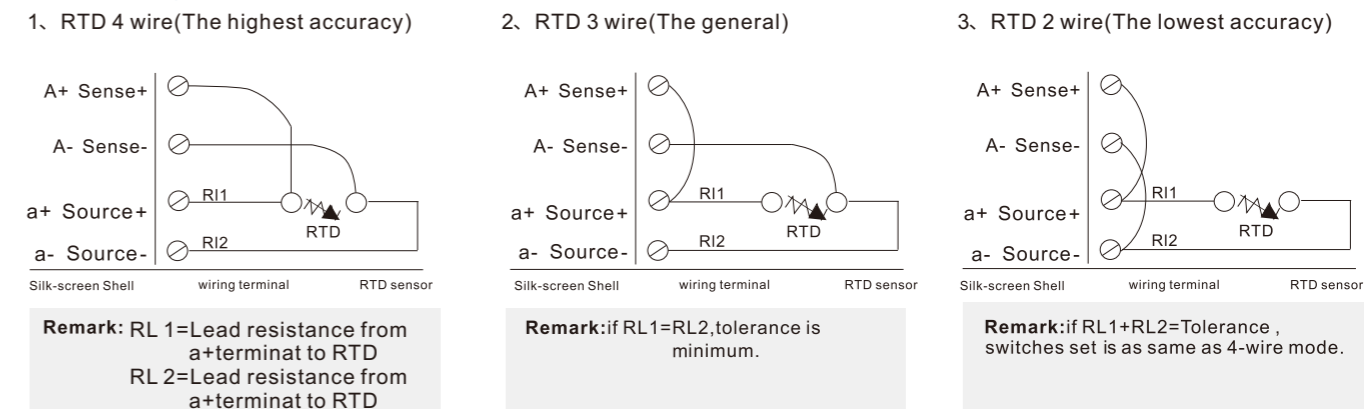 1、RTD 4 wire(The highest accuracy)
A+ Sense+
A- Sense-
a+ Source+
a- Source-
RI1
RI2
RTD
Silk-screen Shell
wiring terminal
RTD sensor
Remark: RL 1=Lead resistance from
a+terminat to RTD
RL 2=Lead resistance from
a+terminat to RTD
2、RTD 3 wire(The general)
A+ Sense+
A- Sense-
a+ Source+
a- Source-
RI1
RI2
RTD
Silk-screen Shell
wiring terminal
RTD sensor
Remark:if RL1=RL2,tolerance is
minimum.
3、RTD 2 wire(The lowest accuracy)
A+ Sense+
A- Sense-
a+ Source+
a- Source-
RI1
RI2
RTD
Silk-screen Shell
wiring terminal
RTD sensor
Remark:if RL1+RL2=Tolerance ,
switches set is as same as 4-wire mode.